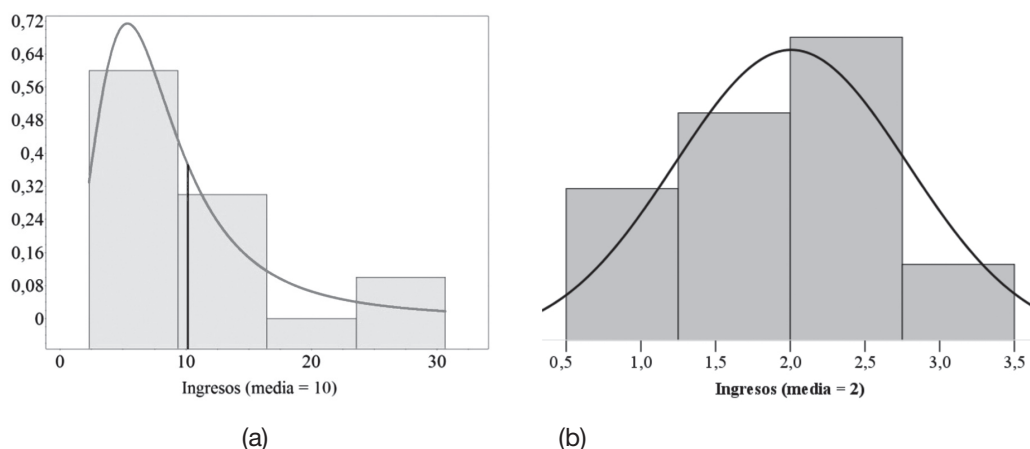 0,72
0,64
0,56
0,48
0,4
0,32
0,24
0,16
0,08
0
0 10 20 30
Ingresos (media = 10)
(a)
0,5 1,0 1,5 2,0 2,5 3,0 3,5
Ingresos (media = 2)
(b)